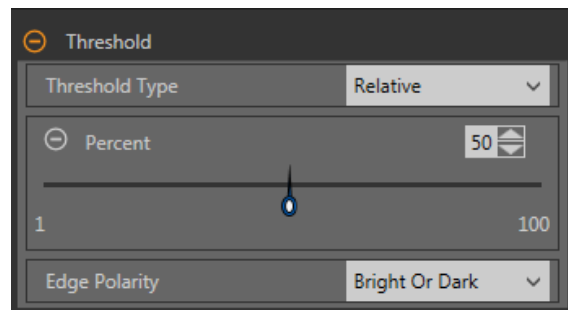 Threshold
Threshold Type Relative
Percent 50
1 100
Edge Polarity Bright Or Dark